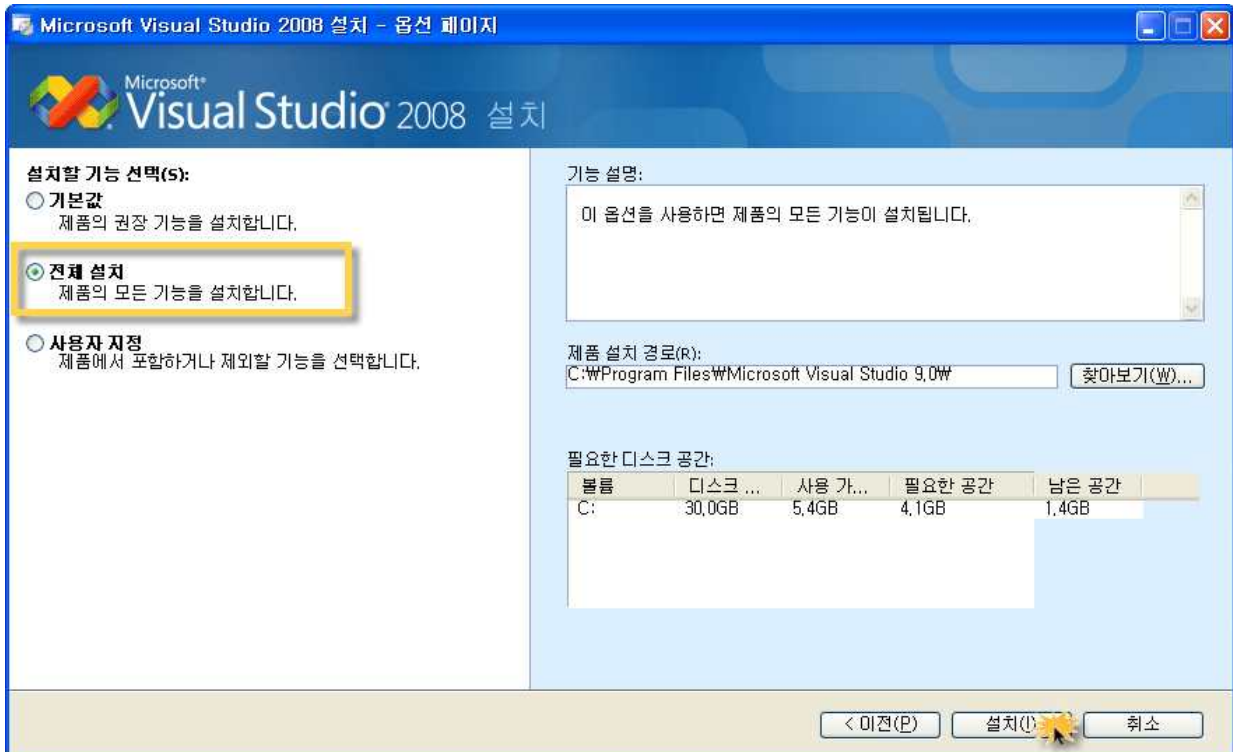 Microsoft Visual Studio 2008 설치 - 옵션 페이지
Microsoft®
Visual Studio® 2008 설치
설치할 기능 선택(S):
기본값
제품의 권장 기능을 설치합니다.
전체 설치
제품의 모든 기능을 설치합니다.
사용자 지정
제품에서 포함하거나 제외할 기능을 선택합니다.
기능 설명:
이 옵션을 사용하면 제품의 모든 기능이 설치됩니다.
제품 설치 경로(R):
C:₩Program Files₩Microsoft Visual Studio 9.0₩ 찾아보기(W)...
필요한 디스크 공간:
볼륨 디스크 ... 사용 가... 필요한 공간 남은 공간
C: 30,0GB 5,4GB 4,1GB 1,4GB
< 이전(P) 설치(I) 취소